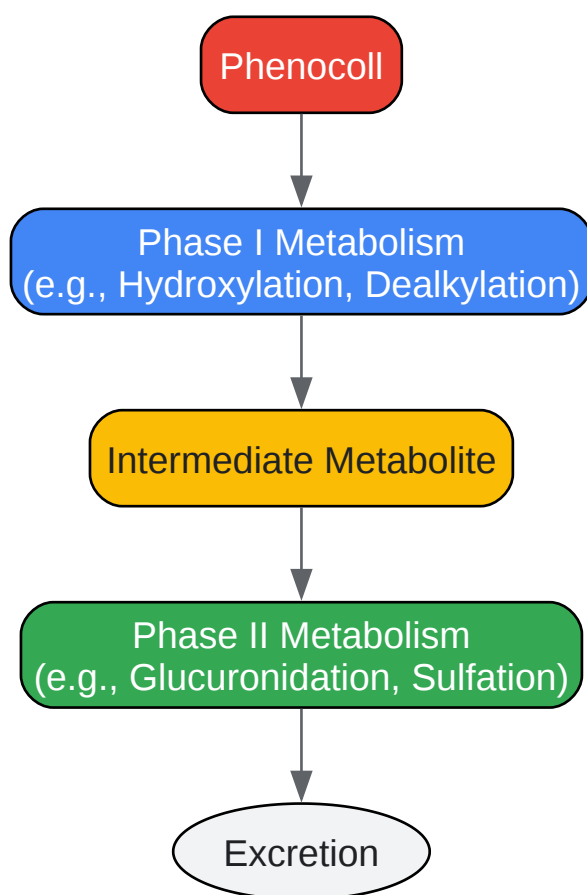 Phenocoll
Phase I Metabolism
(e.g., Hydroxylation, Dealkylation)
Intermediate Metabolite
Phase II Metabolism
(e.g., Glucuronidation, Sulfation)
Excretion